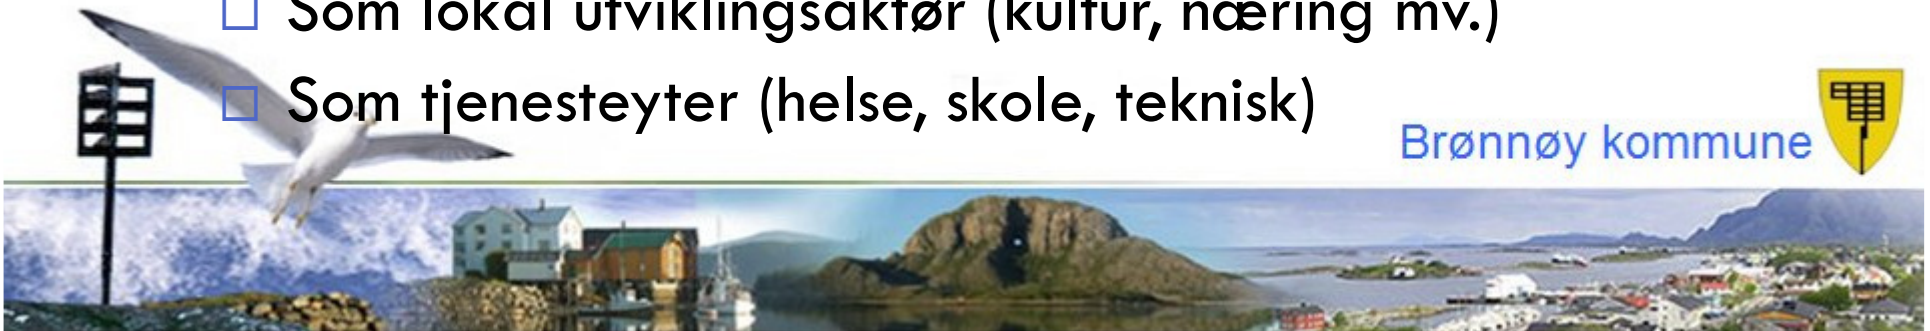 Som lokal utviklingsaktør (kultur, næring mv.)
Som tjenesteyter (helse, skole, teknisk)
Brønnøy kommune